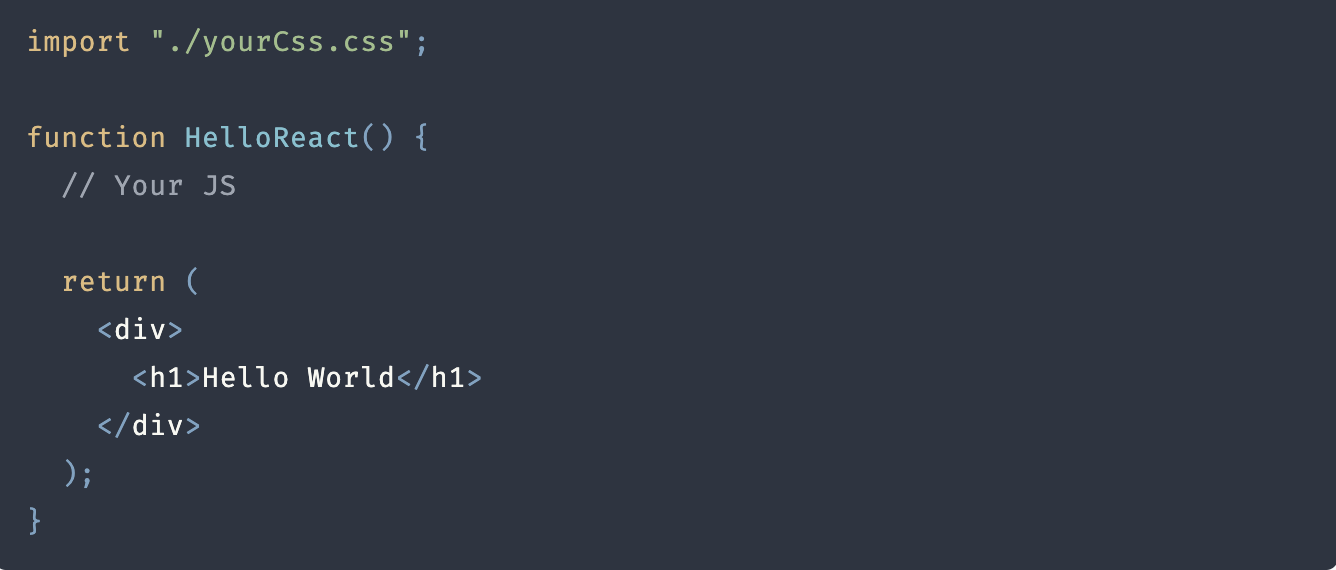 import "./yourCss.css";
function HelloReact() {
// Your JS
return (
<div>
<h1>Hello World</h1>
</div>
);
}